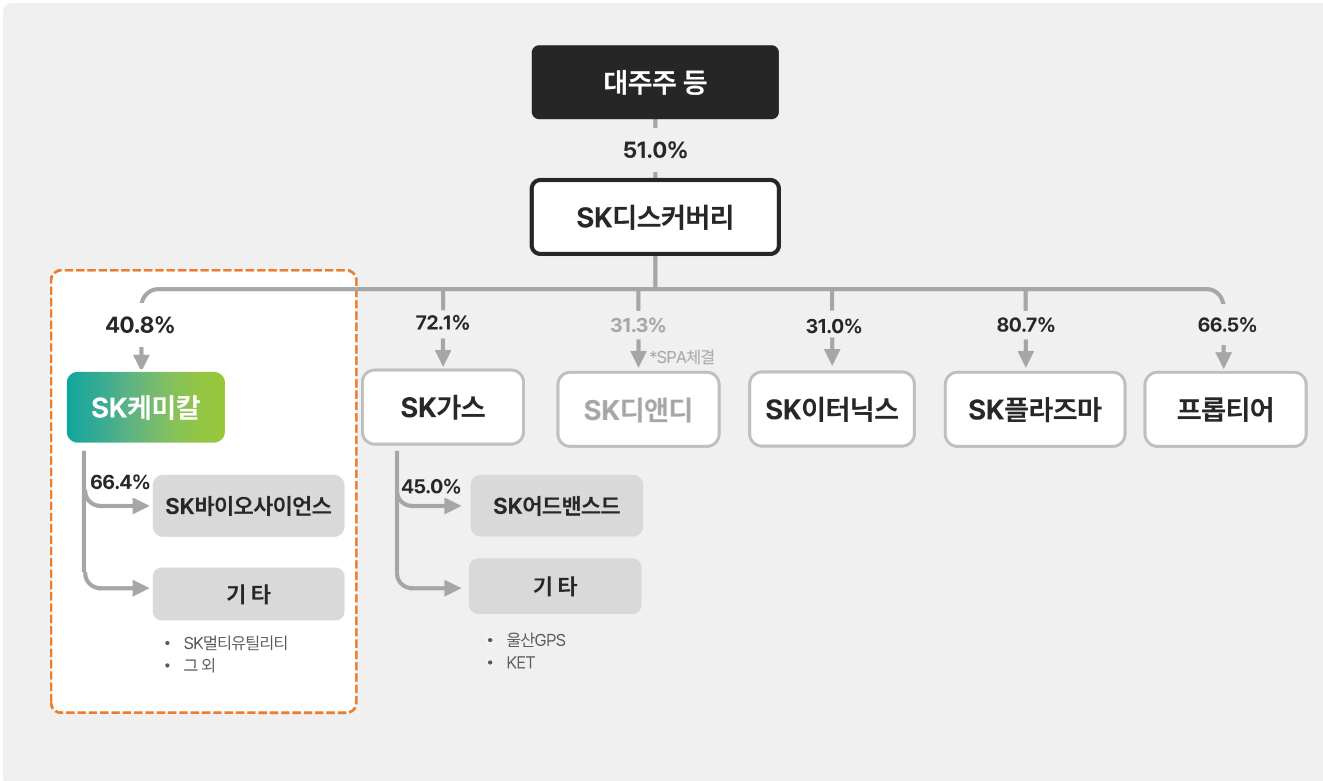 대주주 등
51.0%
SK디스커버리
40.8%
72.1%
31.3%
31.0%
80.7%
66.5%
*SPA체결
SK케미칼
SK가스
SK디앤디
SK이터닉스
SK플라즈마
프롭티어
66.4%
SK바이오사이언스
45.0%
SK어드밴스드
기 타
기 타
• SK멀티유틸리티
• 그 외
• 울산GPS
• KET